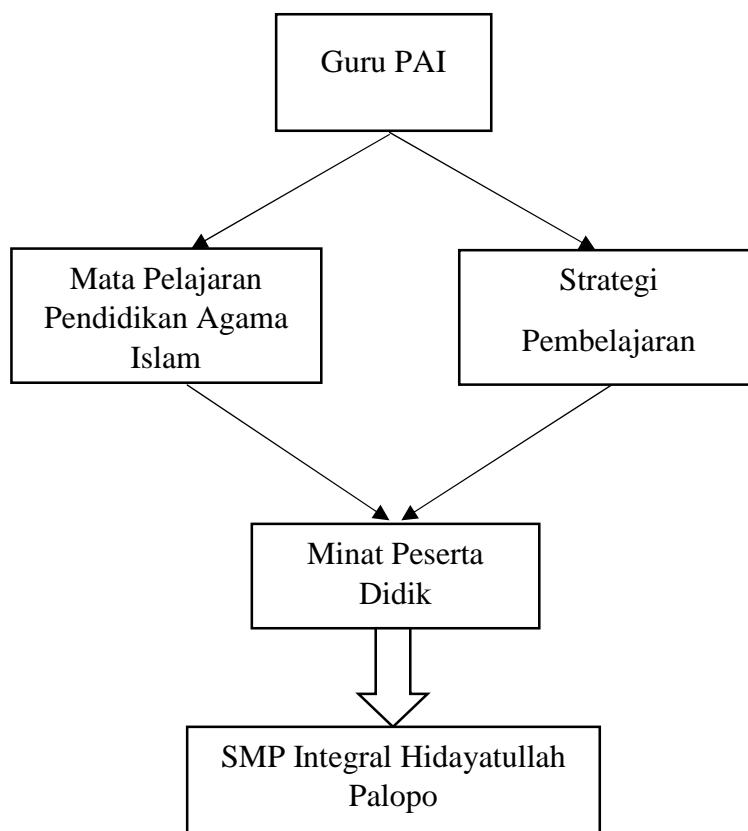 Guru PAI
Mata Pelajaran
Pendidikan Agama
Islam
Strategi
Pembelajaran
Minat Peserta
Didik
SMP Integral Hidayatullah
Palopo